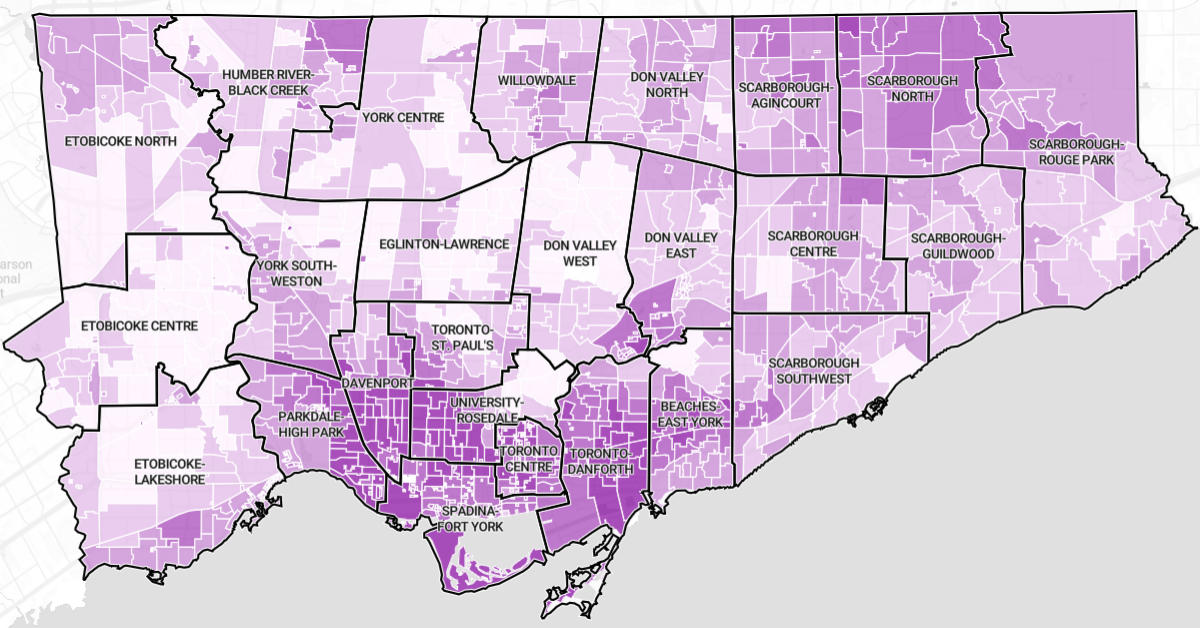 HUMBER RIVER-
BLACK CREEK
WILLOWDALE
DON VALLEY
NORTH
SCARBOROUGH-
AGINCOURT
SCARBOROUGH
NORTH
YORK CENTRE
ETOBICOKE NORTH
SCARBOROUGH-
ROUGE PARK
EGLINTON-LAWRENCE
DON VALLEY
WEST
DON VALLEY
EAST
SCARBOROUGH
CENTRE
SCARBOROUGH-
GUILDWOOD
YORK SOUTH-
WESTON
ETOBICOKE CENTRE
TORONTO-
ST. PAUL'S
SCARBOROUGH
SOUTHWEST
DAVENPORT
PARKDALE-
HIGH PARK
UNIVERSITY-
ROSEDALE
BEACHES-
EAST YORK
TORONTO
CENTRE
TORONTO-
DANFORTH
ETOBICOKE-
LAKESHORE
SPADINA-
FORT YORK